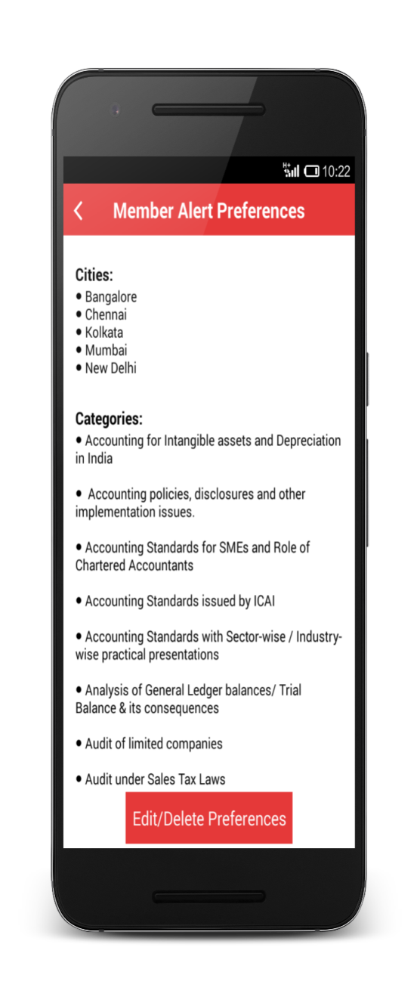 H+
10:22
Member Alert Preferences
Cities:
• Bangalore
• Chennai
• Kolkata
• Mumbai
• New Delhi
Categories:
• Accounting for Intangible assets and Depreciation
in India
• Accounting policies, disclosures and other
implementation issues.
• Accounting Standards for SMEs and Role of
Chartered Accountants
• Accounting Standards issued by ICAI
• Accounting Standards with Sector-wise / Industry-
wise practical presentations
• Analysis of General Ledger balances/ Trial
Balance & its consequences
• Audit of limited companies
• Audit under Sales Tax Laws
Edit/Delete Preferences